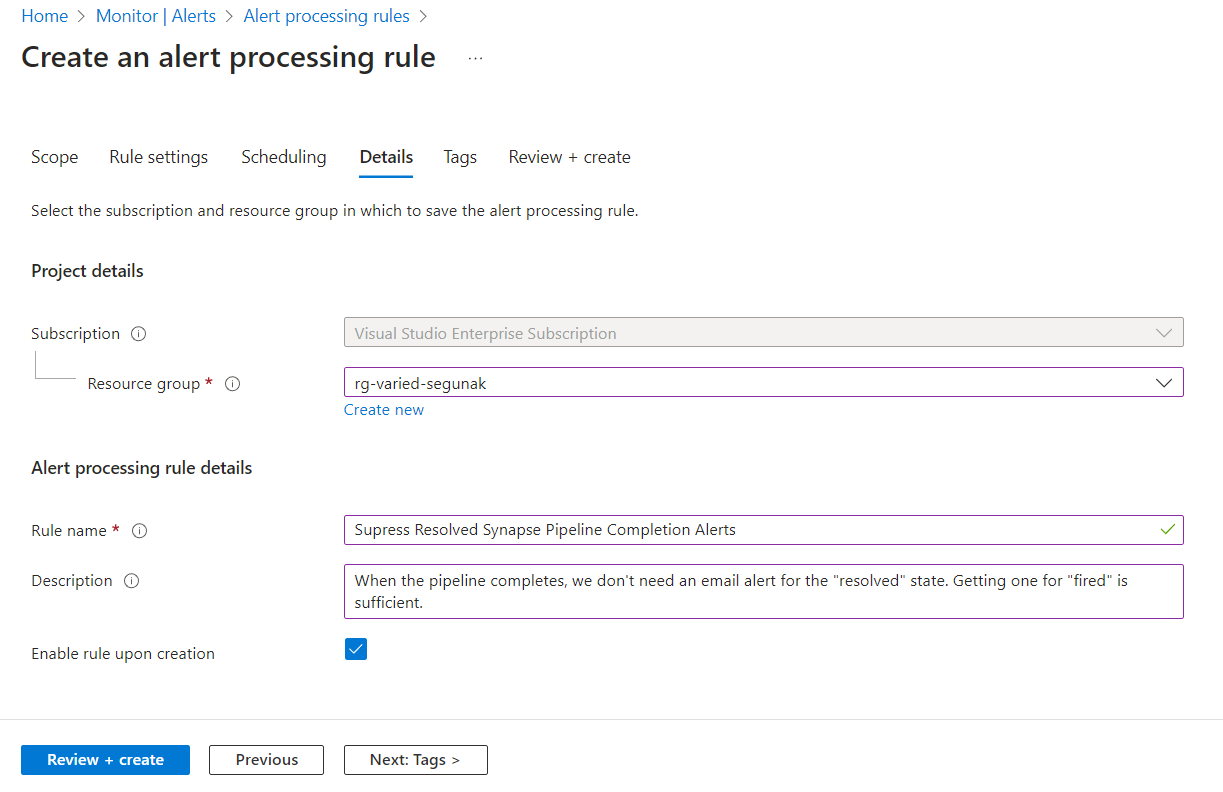 Home > Monitor | Alerts > Alert processing rules >
Create an alert processing rule ...
Scope Rule settings Scheduling Details Tags Review + create
Select the subscription and resource group in which to save the alert processing rule.
Project details
Subscription Visual Studio Enterprise Subscription
Resource group * rg-varied-segunak
Create new
Alert processing rule details
Rule name * Supress Resolved Synapse Pipeline Completion Alerts
Description When the pipeline completes, we don't need an email alert for the "resolved" state. Getting one for "fired" is
sufficient.
Enable rule upon creation
Review + create Previous Next: Tags >